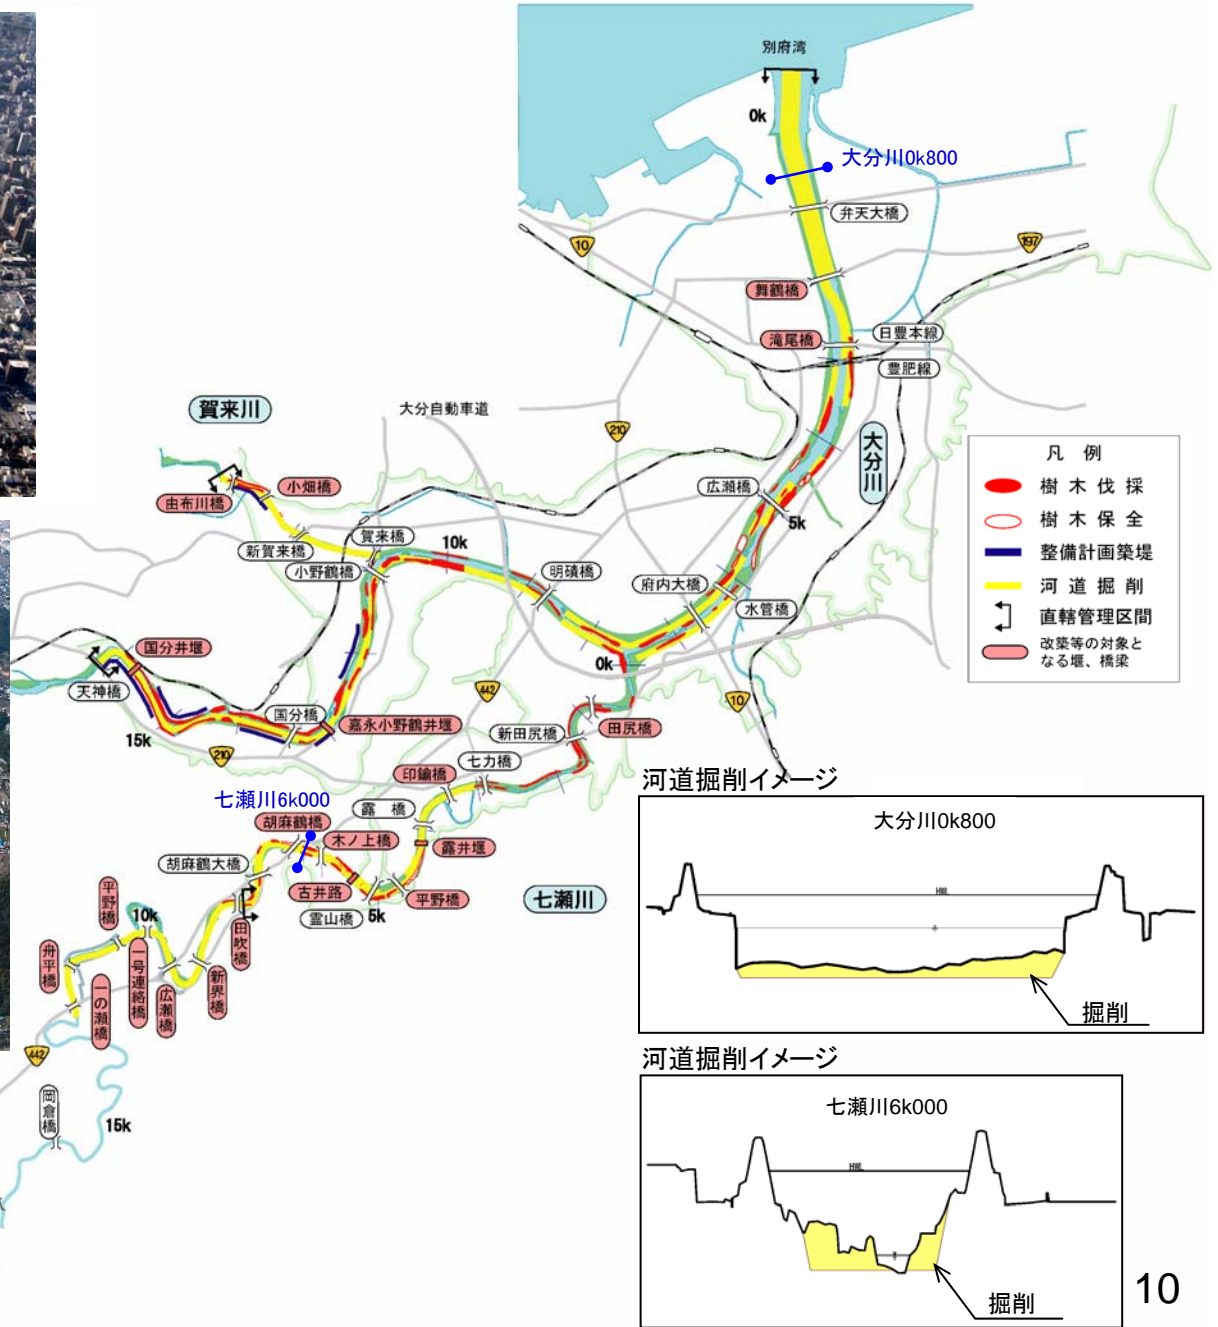 別府湾
0k
大分川0k800
弁天大橋
10
197
舞鶴橋
滝尾橋
日豊本線
豊肥線
賀来川
大分自動車道
210
大分川
凡 例
樹 木 伐 採
樹 木 保 全
整備計画築堤
河 道 掘 削
直轄管理区間
改築等の対象と
なる堰、橋梁
由布川橋
小畑橋
広瀬橋
5k
新賀来橋
賀来橋
小野鶴橋
10k
明磧橋
府内大橋
水管橋
0k
国分井堰
天神橋
15k
国分橋
嘉永小野鶴井堰
210
442
10
新田尻橋
田尻橋
七力橋
印鑰橋
露 橋
露井堰
七瀬川6k000
胡麻鶴橋
木ノ上橋
胡麻鶴大橋
古井路
霊山橋
5k
平野橋
七瀬川
平野橋
10k
舟平橋
一の瀬橋
一号連絡橋
広瀬橋
新界橋
田吹橋
442
岡倉橋
15k
河道掘削イメージ
大分川0k800
HWL
掘削
河道掘削イメージ
七瀬川6k000
HWL
掘削
10